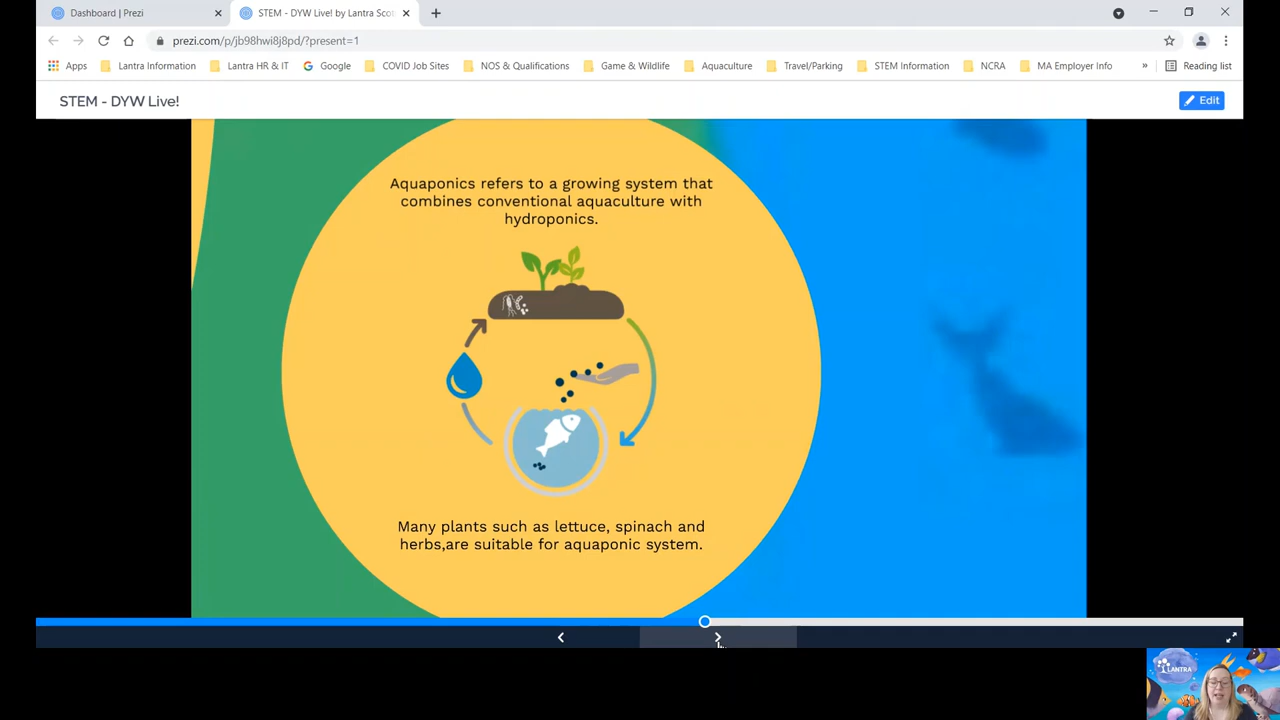 Dashboard | Prezi
STEM - DYW Live! by Lantra Sco
prezi.com/p/jb98hwi8j8pd/?present=1
Apps
Lantra Information
Lantra HR & IT
Google
COVID Job Sites
NOS & Qualifications
Game & Wildlife
Aquaculture
Travel/Parking
STEM Information
NCRA
MA Employer Info
»
Reading list
STEM - DYW Live!
Edit
Aquaponics refers to a growing system that
combines conventional aquaculture with
hydroponics.
Many plants such as lettuce, spinach and
herbs,are suitable for aquaponic system.
LANTRA